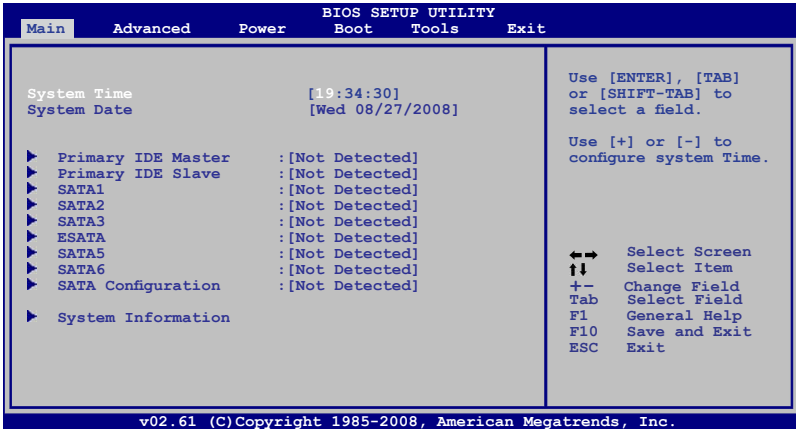 BIOS SETUP UTILITY
Main Advanced Power Boot Tools Exit
System Time [19:34:30]
System Date [Wed 08/27/2008]
Primary IDE Master :[Not Detected]
Primary IDE Slave :[Not Detected]
SATA1 :[Not Detected]
SATA2 :[Not Detected]
SATA3 :[Not Detected]
ESATA :[Not Detected]
SATA5 :[Not Detected]
SATA6 :[Not Detected]
SATA Configuration :[Not Detected]
System Information
Use [ENTER], [TAB]
or [SHIFT-TAB] to
select a field.
Use [+] or [-] to
configure system Time.
←→ Select Screen
↑↓ Select Item
+- Change Field
Tab Select Field
F1 General Help
F10 Save and Exit
ESC Exit
v02.61 (C)Copyright 1985-2008, American Megatrends, Inc.